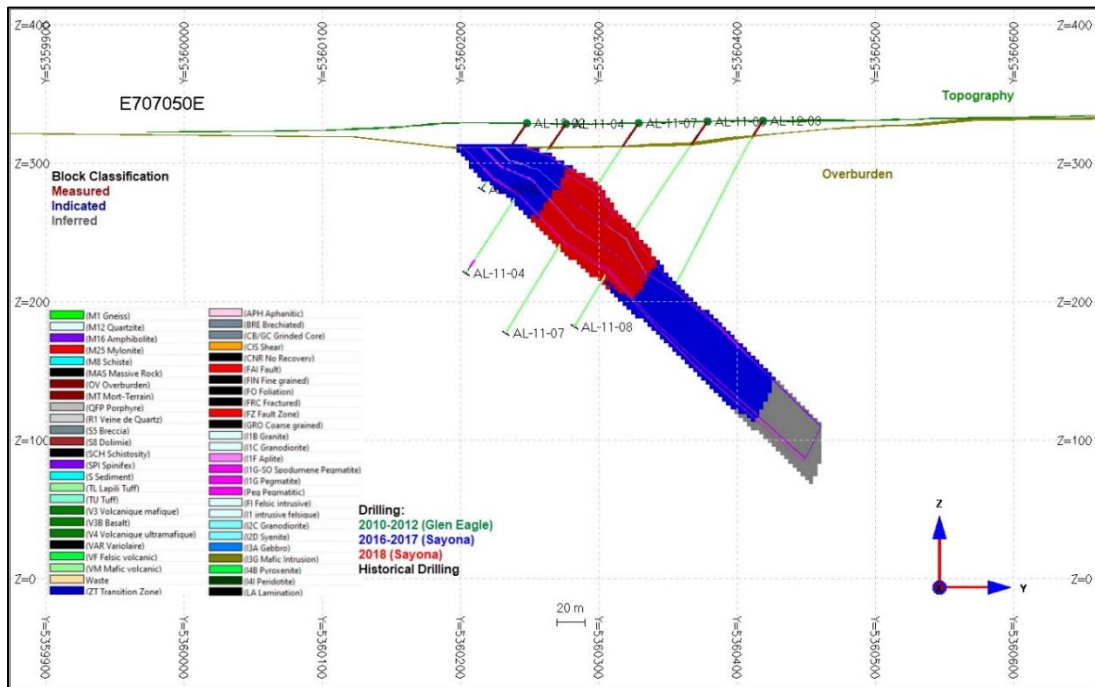 Z=400
Y=5359900
Y=5360000
Y=5360100
Y=5360200
Y=5360300
Y=5360400
Y=5360500
Y=5360600
Z=400
E707050E
Topography
AL-11-04
AL-11-07
AL-12-03
Z=300
Z=300
Overburden
Block Classification
Measured
Indicated
Inferred
AL-11-04
AL-11-07
AL-11-08
Z=200
Z=200
(M1 Gneiss)
(M12 Quartzite)
(M16 Amphibolite)
(M25 Mylonite)
(M8 Schiste)
(MAS Massive Rock)
(OV Overburden)
(MT Mort-Terrain)
(QFP Porphyre)
(R1 Veine de Quartz)
(S5 Breccia)
(S8 Dolimie)
(SCH Schistosity)
(SPI Spinifex)
(S Sediment)
(TL Lapili Tuff)
(TU Tuff)
(V3 Volcanique mafique)
(V3B Basalt)
(V4 Volcanique ultramafique)
(VAR Variolaire)
(VF Felsic volcanic)
(VM Mafic volcanic)
Waste
(ZT Transition Zone)
(APH Aphanitic)
(BRE Brechiated)
(CB/GC Grinded Core)
(CIS Shear)
(CNR No Recovery)
(FAI Fault)
(FIN Fine grained)
(FO Foliation)
(FRC Fractured)
(FZ Fault Zone)
(GRO Coarse grained)
(I1B Granite)
(I1C Granodiorite)
(I1F Aplite)
(I1G-SO Spodumene Pegmatite)
(I1G Pegmatite)
(Peg Pegmatitic)
(FI Felsic intrusive)
(I1 intrusive felsique)
(I2C Granodiorite)
(I2D Syenite)
(I3A Gabbro)
(I3G Mafic Intrusion)
(I4B Pyroxenite)
(I4I Peridotite)
(LA Lamination)
Z=100
Z=100
Drilling:
2010-2012 (Glen Eagle)
2016-2017 (Sayona)
2018 (Sayona)
Historical Drilling
Z
X
Y
Z=0
Z=0
20 m
Y=5359900
Y=5360000
Y=5360100
Y=5360200
Y=5360300
Y=5360400
Y=5360500
Y=5360600